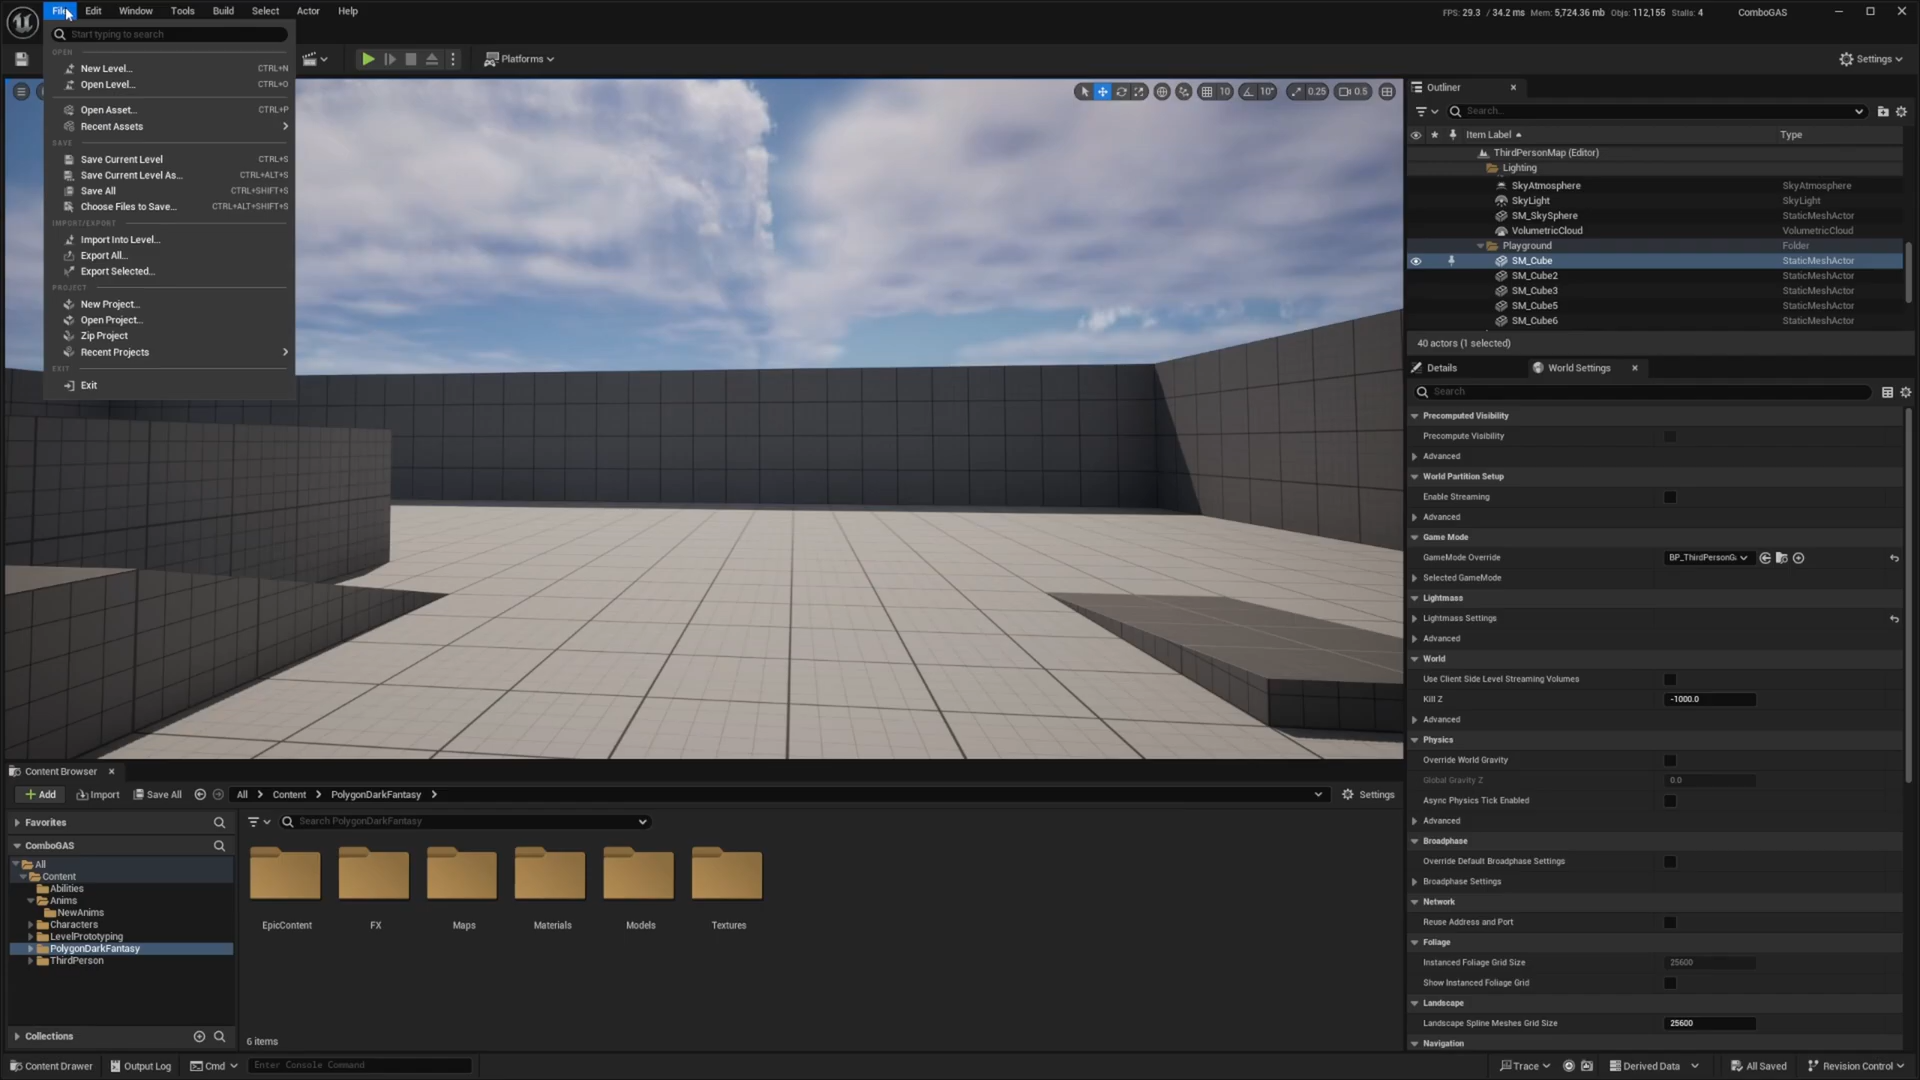 File Edit Window Tools Build Select Actor Help
FPS: 29.3 / 34.2 ms Mem: 5,724.36 mb Objs: 112,155 Stalls: 4 ComboGAS
Start typing to search
OPEN
New Level... CTRL+N
Open Level... CTRL+O
Open Asset... CTRL+P
Recent Assets
SAVE
Save Current Level CTRL+S
Save Current Level As... CTRL+ALT+S
Save All CTRL+SHIFT+S
Choose Files to Save... CTRL+ALT+SHIFT+S
IMPORT/EXPORT
Import Into Level...
Export All...
Export Selected...
PROJECT
New Project...
Open Project...
Zip Project
Recent Projects
EXIT
Exit
Platforms
Settings
10 10° 0.25 0.5
Outliner
Search...
Item Label Type
ThirdPersonMap (Editor)
Lighting
SkyAtmosphere SkyAtmosphere
SkyLight SkyLight
SM_SkySphere StaticMeshActor
VolumetricCloud VolumetricCloud
Playground Folder
SM_Cube StaticMeshActor
SM_Cube2 StaticMeshActor
SM_Cube3 StaticMeshActor
SM_Cube5 StaticMeshActor
SM_Cube6 StaticMeshActor
40 actors (1 selected)
Details World Settings
Search
Precomputed Visibility
Precompute Visibility
Advanced
World Partition Setup
Enable Streaming
Advanced
Game Mode
GameMode Override BP_ThirdPersonG
Selected GameMode
Lightmass
Lightmass Settings
Advanced
World
Use Client Side Level Streaming Volumes
Kill Z -1000.0
Advanced
Physics
Override World Gravity
Global Gravity Z 0.0
Async Physics Tick Enabled
Advanced
Broadphase
Override Default Broadphase Settings
Broadphase Settings
Network
Reuse Address and Port
Foliage
Instanced Foliage Grid Size 25600
Show Instanced Foliage Grid
Landscape
Landscape Spline Meshes Grid Size 25600
Navigation
Content Browser
Add Import Save All All Content PolygonDarkFantasy Settings
Favorites
ComboGAS
All
Content
Abilities
Anims
NewAnims
Characters
LevelPrototyping
PolygonDarkFantasy
ThirdPerson
Collections
Search PolygonDarkFantasy
EpicContent FX Maps Materials Models Textures
6 items
Content Drawer Output Log Cmd Enter Console Command
Trace Derived Data All Saved Revision Control